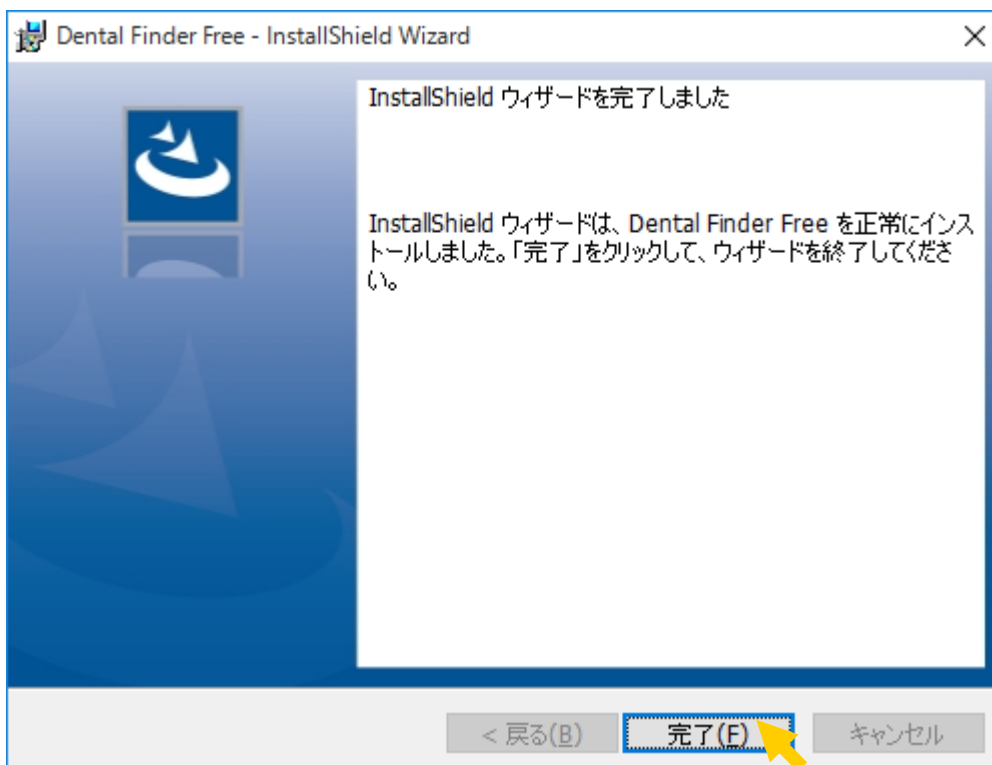 Dental Finder Free - InstallShield Wizard
InstallShield ウィザードを完了しました
InstallShield ウィザードは、Dental Finder Free を正常にインス
トールしました。「完了」をクリックして、ウィザードを終了してくださ
い。
< 戻る(B)
完了(F)
キャンセル